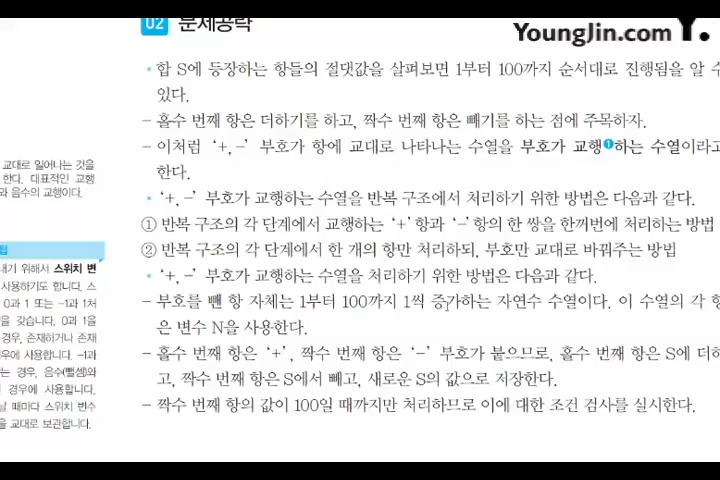 02 문제공략
YoungJin.com Y.
• 합 S에 등장하는 항들의 절댓값을 살펴보면 1부터 100까지 순서대로 진행됨을 알 수
있다.
– 홀수 번째 항은 더하기를 하고, 짝수 번째 항은 빼기를 하는 점에 주목하자.
– 이처럼 ‘+, –’ 부호가 항에 교대로 나타나는 수열을 부호가 교행❶하는 수열이라고
한다.
• ‘+, –’ 부호가 교행하는 수열을 반복 구조에서 처리하기 위한 방법은 다음과 같다.
① 반복 구조의 각 단계에서 교행하는 ‘+’항과 ‘–’항의 한 쌍을 한꺼번에 처리하는 방법
② 반복 구조의 각 단계에서 한 개의 항만 처리하되, 부호만 교대로 바꿔주는 방법
• ‘+, –’ 부호가 교행하는 수열을 처리하기 위한 방법은 다음과 같다.
– 부호를 뺀 항 자체는 1부터 100까지 1씩 증가하는 자연수 수열이다. 이 수열의 각 항
은 변수 N을 사용한다.
– 홀수 번째 항은 ‘+’, 짝수 번째 항은 ‘–’ 부호가 붙으므로, 홀수 번째 항은 S에 더하
고, 짝수 번째 항은 S에서 빼고, 새로운 S의 값으로 저장한다.
– 짝수 번째 항의 값이 100일 때까지만 처리하므로 이에 대한 조건 검사를 실시한다.
교대로 일어나는 것을
한다. 대표적인 교행
와 음수의 교행이다.
내기 위해서 스위치 변
사용하기도 합니다. 스
0과 1 또는 –1과 1처
을 갖습니다. 0과 1을
경우, 존재하거나 존재
우에 사용합니다. –1과
는 경우, 음수(뺄셈)와
경우에 사용합니다.
날 때마다 스위치 변수
을 교대로 보관합니다.